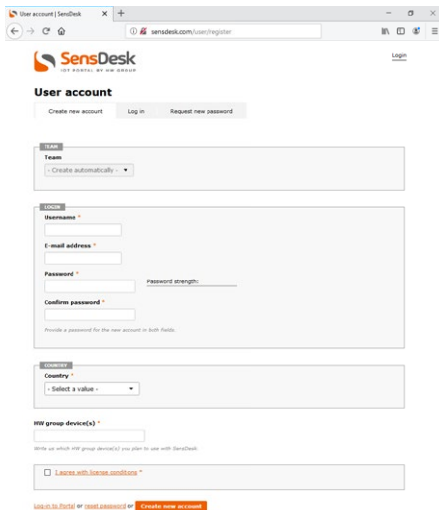 User account | SensDesk
sensdesk.com/user/register
SensDesk
IOT PORTAL BY HW GROUP
Login
User account
Create new account
Log in
Request new password
TEAM
Team
- Create automatically -
LOGIN
Username *
E-mail address *
Password *
Password strength:
Confirm password *
Provide a password for the new account in both fields.
COUNTRY
Country *
- Select a value -
HW group device(s) *
Write us which HW group device(s) you plan to use with SensDesk.
I agree with license conditions *
Log-in to Portal or reset password or Create new account